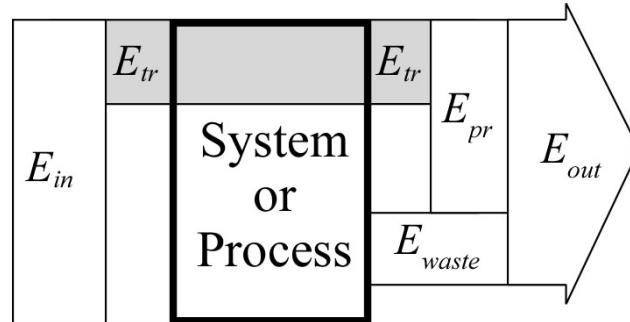 E_in
E_tr
System
or
Process
E_tr
E_pr
E_waste
E_out